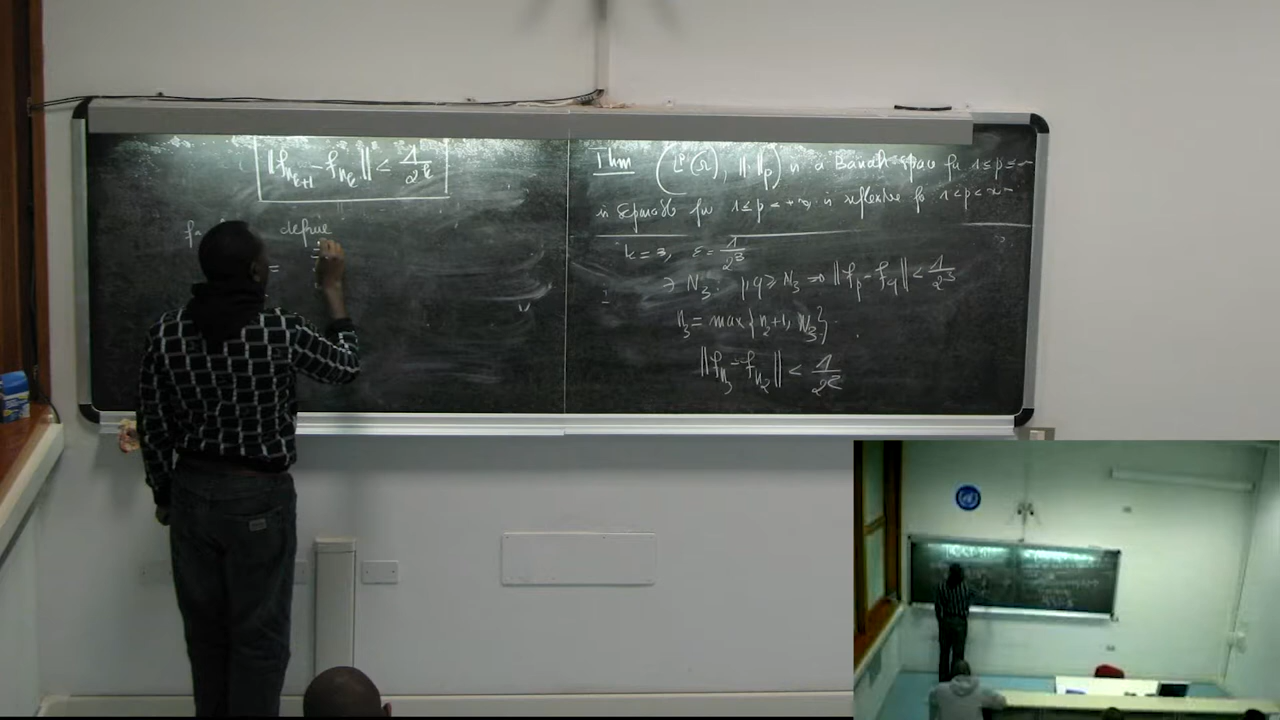 ‖f_{n_{k+1}} - f_{n_k}‖ < 1/2^k
define
=
Thm (L^p(Ω), ‖ ‖_p) is a Banach space for 1≤p≤∞
is separable for 1≤p<+∞, is reflexive for 1<p<∞
k=3, ε=1/2^3
∃ N_3: p,q≥N_3 ⇒ ‖f_p - f_q‖ < 1/2^3
n_3 = max{n_2+1, N_3}
‖f_{n_3} - f_{n_2}‖ < 1/2^2